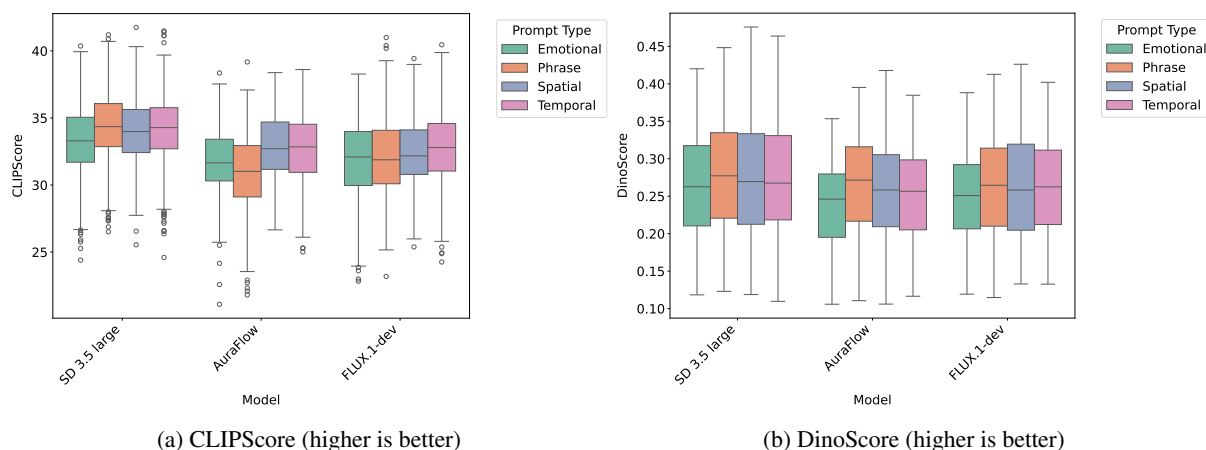 Prompt Type
Emotional
Phrase
Spatial
Temporal
40
35
30
25
CLIPScore
SD 3.5 large
AuraFlow
FLUX.1-dev
Model
(a) CLIPScore (higher is better)
Prompt Type
Emotional
Phrase
Spatial
Temporal
0.45
0.40
0.35
0.30
0.25
0.20
0.15
0.10
DinoScore
SD 3.5 large
AuraFlow
FLUX.1-dev
Model
(b) DinoScore (higher is better)